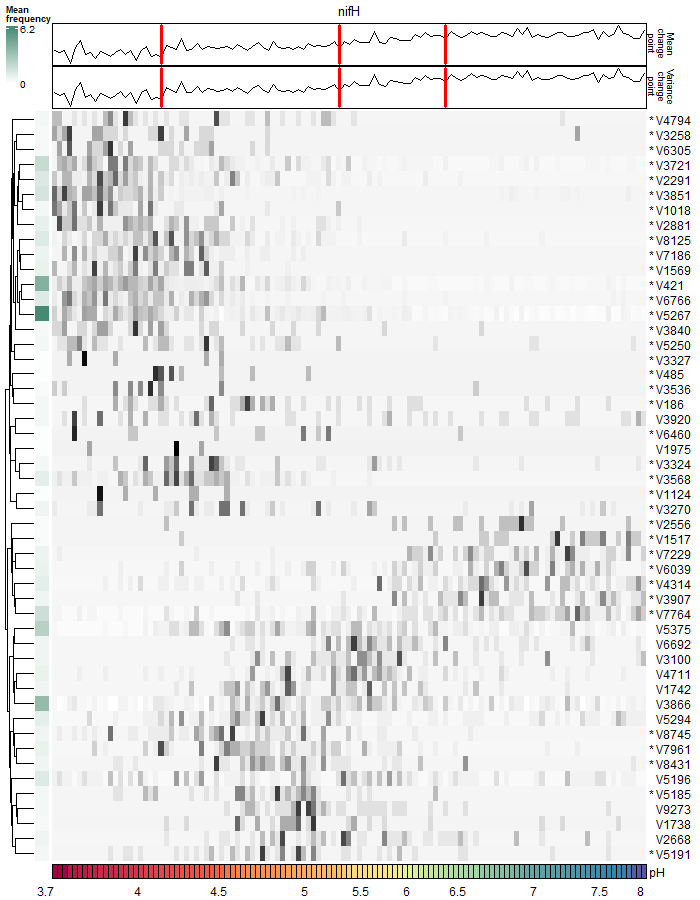 Mean
frequency
6.2
0
nifH
Mean
change
point
Variance
change
point
* V4794
* V3258
* V6305
* V3721
* V2291
* V3851
* V1018
* V2881
* V8125
* V7186
* V1569
* V421
* V6766
* V5267
* V3840
* V5250
* V3327
* V485
* V3536
* V186
V3920
* V6460
V1975
* V3324
* V3568
* V1124
* V3270
* V2556
* V1517
* V7229
* V6039
* V4314
* V3907
* V7764
V5375
V6692
V3100
V4711
V1742
V3866
V5294
* V8745
* V7961
* V8431
V5196
* V5185
V9273
V1738
V2668
* V5191
pH
3.7 4 4.5 5 5.5 6 6.5 7 7.5 8